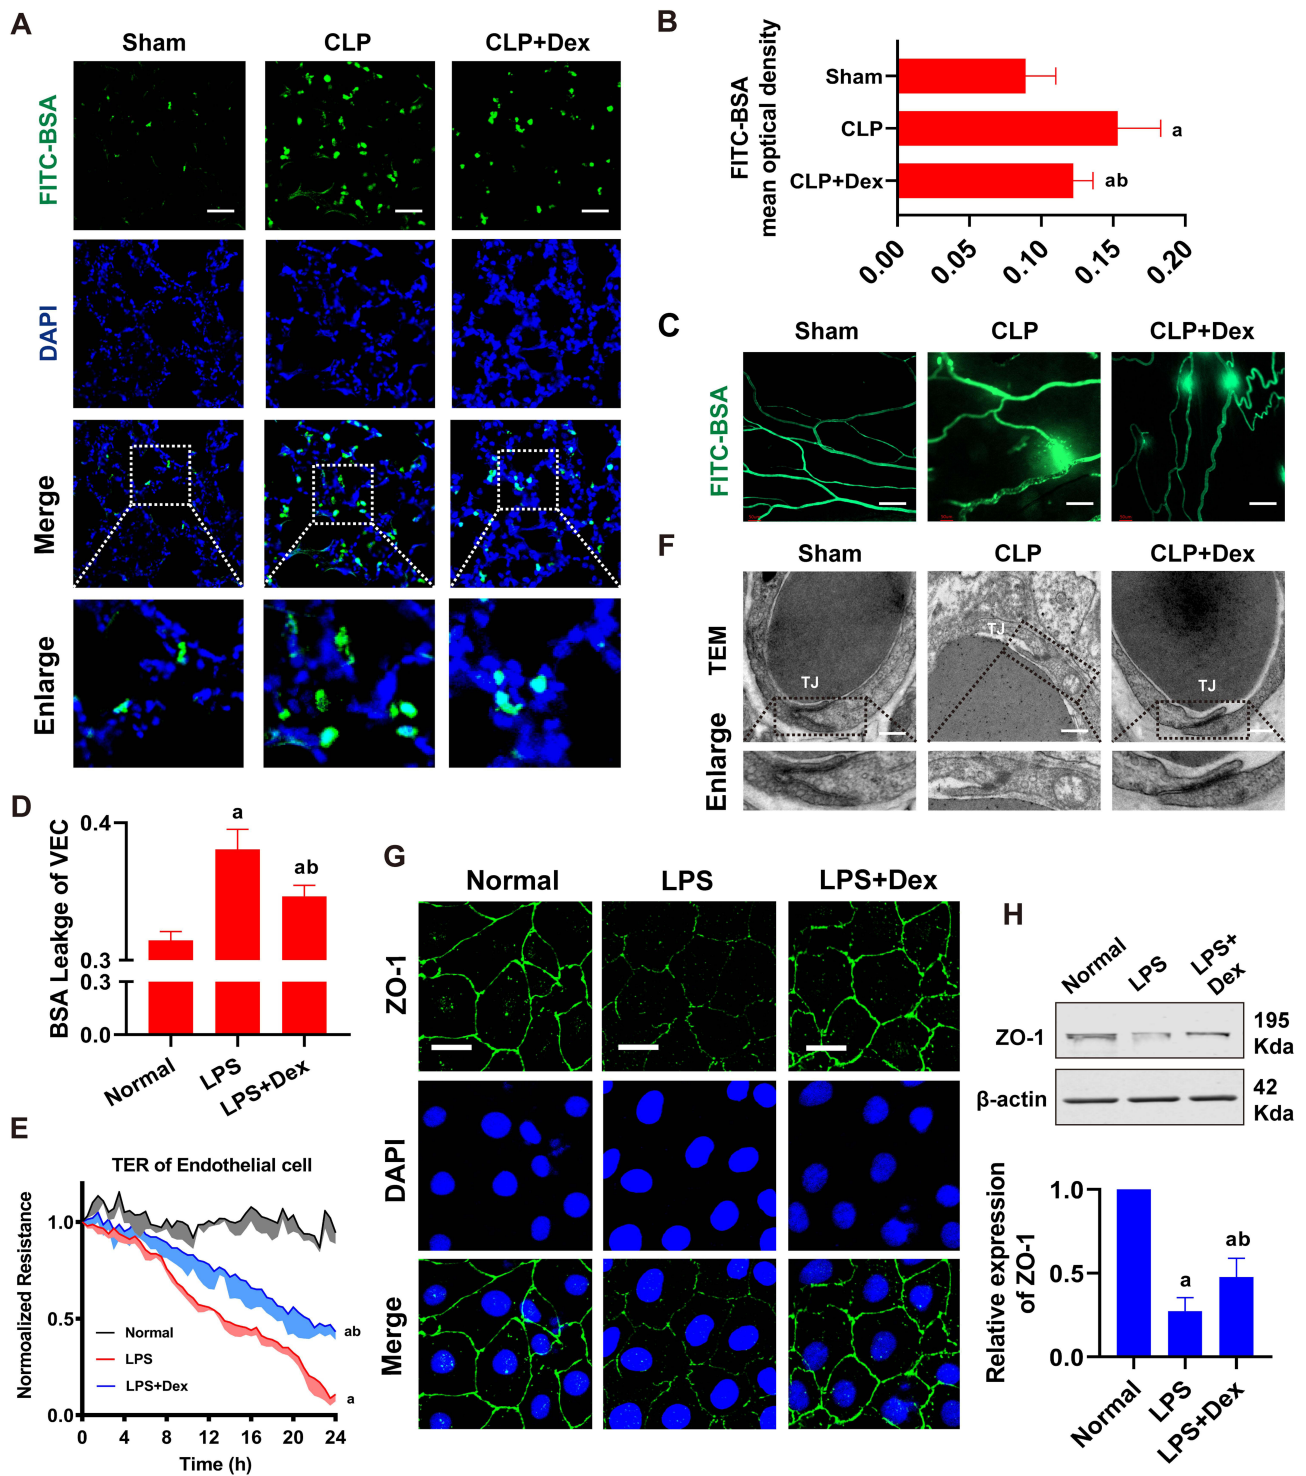 A
Sham
CLP
CLP+Dex
FITC-BSA
DAPI
Merge
Enlarge
B
FITC-BSA
mean optical density
Sham
CLP
CLP+Dex
a
ab
0.00
0.05
0.10
0.15
0.20
C
Sham
CLP
CLP+Dex
FITC-BSA
F
Sham
CLP
CLP+Dex
TEM
Enlarge
TJ
TJ
TJ
D
BSA Leakge of VEC
0.4
0.3
0.3
0.0
a
ab
Normal
LPS
LPS+Dex
E
TER of Endothelial cell
Normoalized Resistance
1.0
0.5
0.0
Normal
LPS
LPS+Dex
ab
a
0
4
8
12
16
20
24
Time (h)
G
Normal
LPS
LPS+Dex
ZO-1
DAPI
Merge
H
Normal
LPS
LPS+
Dex
ZO-1
195
Kda
β-actin
42
Kda
Relative expression
of ZO-1
1.0
0.5
0.0
a
ab
Normal
LPS
LPS+Dex